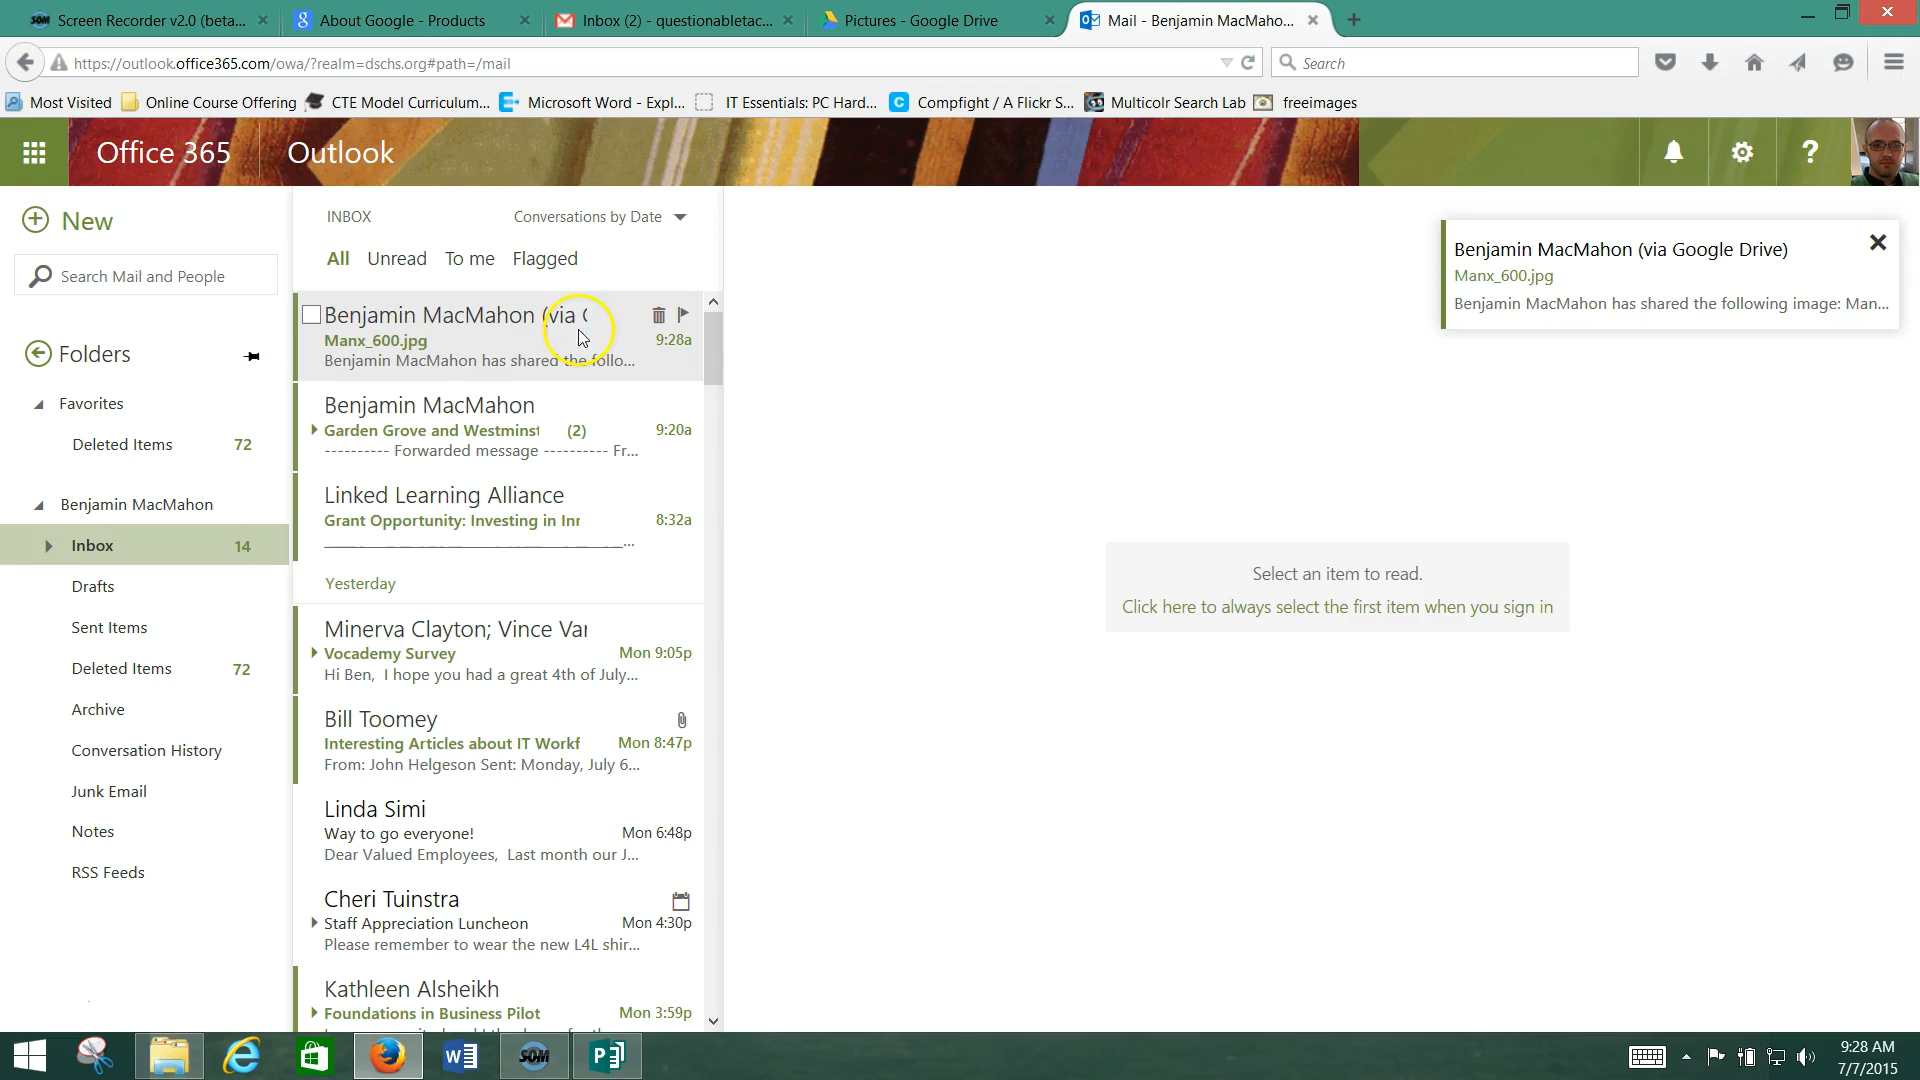 Screen Recorder v2.0 (beta...
About Google - Products
Inbox (2) - questionabletac...
Pictures - Google Drive
Mail - Benjamin MacMaho...
https://outlook.office365.com/owa/?realm=dschs.org#path=/mail
Search
Most Visited
Online Course Offering
CTE Model Curriculum...
Microsoft Word - Expl...
IT Essentials: PC Hard...
Compfight / A Flickr S...
Multicolr Search Lab
freeimages
Office 365
Outlook
New
Search Mail and People
Folders
Favorites
Deleted Items 72
Benjamin MacMahon
Inbox 14
Drafts
Sent Items
Deleted Items 72
Archive
Conversation History
Junk Email
Notes
RSS Feeds
INBOX Conversations by Date
All Unread To me Flagged
Benjamin MacMahon (via
Manx_600.jpg 9:28a
Benjamin MacMahon has shared the follo...
Benjamin MacMahon
Garden Grove and Westminst (2) 9:20a
---------- Forwarded message ---------- Fr...
Linked Learning Alliance
Grant Opportunity: Investing in Inr 8:32a
Yesterday
Minerva Clayton; Vince Var
Vocademy Survey Mon 9:05p
Hi Ben, I hope you had a great 4th of July...
Bill Toomey
Interesting Articles about IT Workf Mon 8:47p
From: John Helgeson Sent: Monday, July 6...
Linda Simi
Way to go everyone! Mon 6:48p
Dear Valued Employees, Last month our J...
Cheri Tuinstra
Staff Appreciation Luncheon Mon 4:30p
Please remember to wear the new L4L shir...
Kathleen Alsheikh
Foundations in Business Pilot Mon 3:59p
Benjamin MacMahon (via Google Drive)
Manx_600.jpg
Benjamin MacMahon has shared the following image: Man...
Select an item to read.
Click here to always select the first item when you sign in
SOM
9:28 AM
7/7/2015